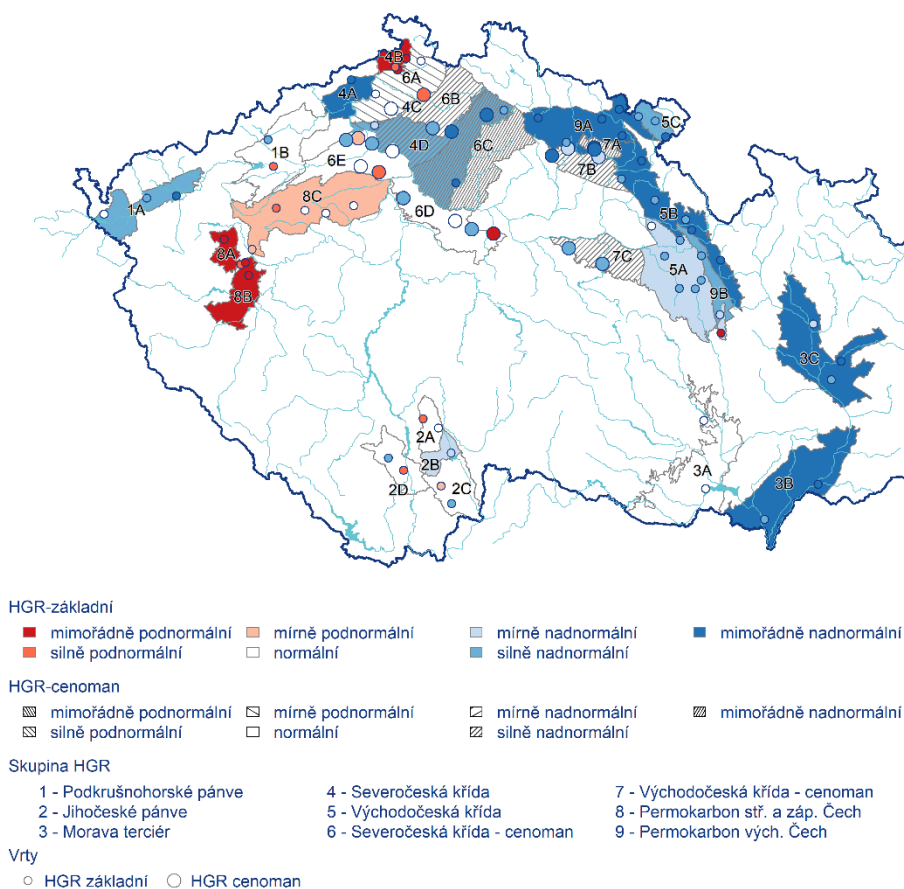 4B
6A
4A
4C
6B
5C
9A
7A
4D
6C
1B
7B
6E
1A
8C
6D
5B
8A
7C
5A
8B
9B
3C
2A
2B
3A
3B
2D
2C
HGR-základní
mimořádně podnormální mírně podnormální mírně nadnormální mimořádně nadnormální
silně podnormální normální silně nadnormální
HGR-cenoman
mimořádně podnormální mírně podnormální mírně nadnormální mimořádně nadnormální
silně podnormální normální silně nadnormální
Skupina HGR
1 - Podkrušnohorské pánve 4 - Severočeská křída 7 - Východočeská křída - cenoman
2 - Jihočeské pánve 5 - Východočeská křída 8 - Permokarbon stř. a záp. Čech
3 - Morava terciér 6 - Severočeská křída - cenoman 9 - Permokarbon vých. Čech
Vrty
HGR základní HGR cenoman